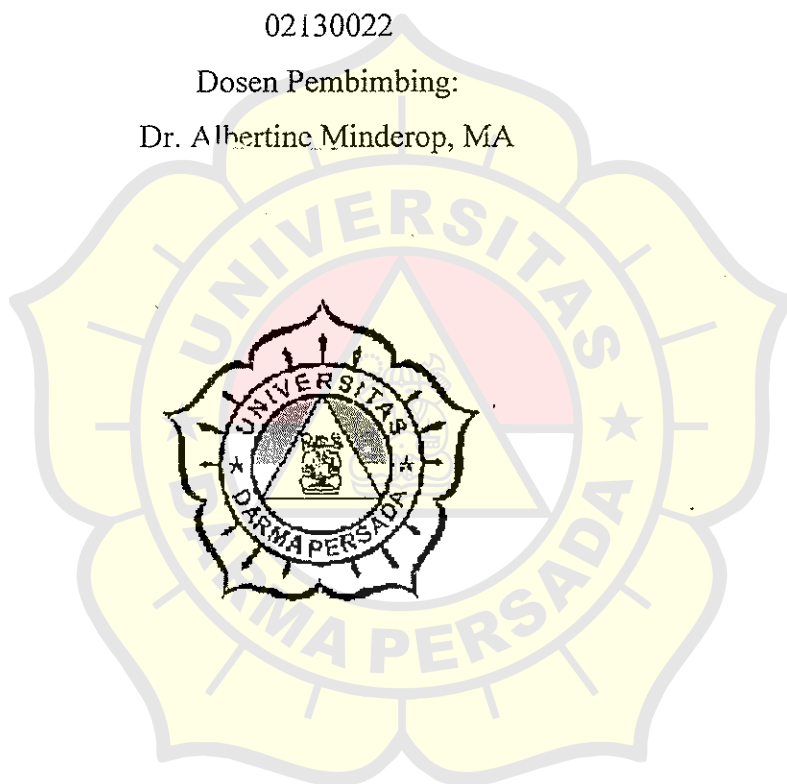 02130022
Dosen Pembimbing:
Dr. Albertine Minderop, MA
UNIVERSITAS
DARMA PERSADA
UNIVERSITAS
DARMA PERSADA